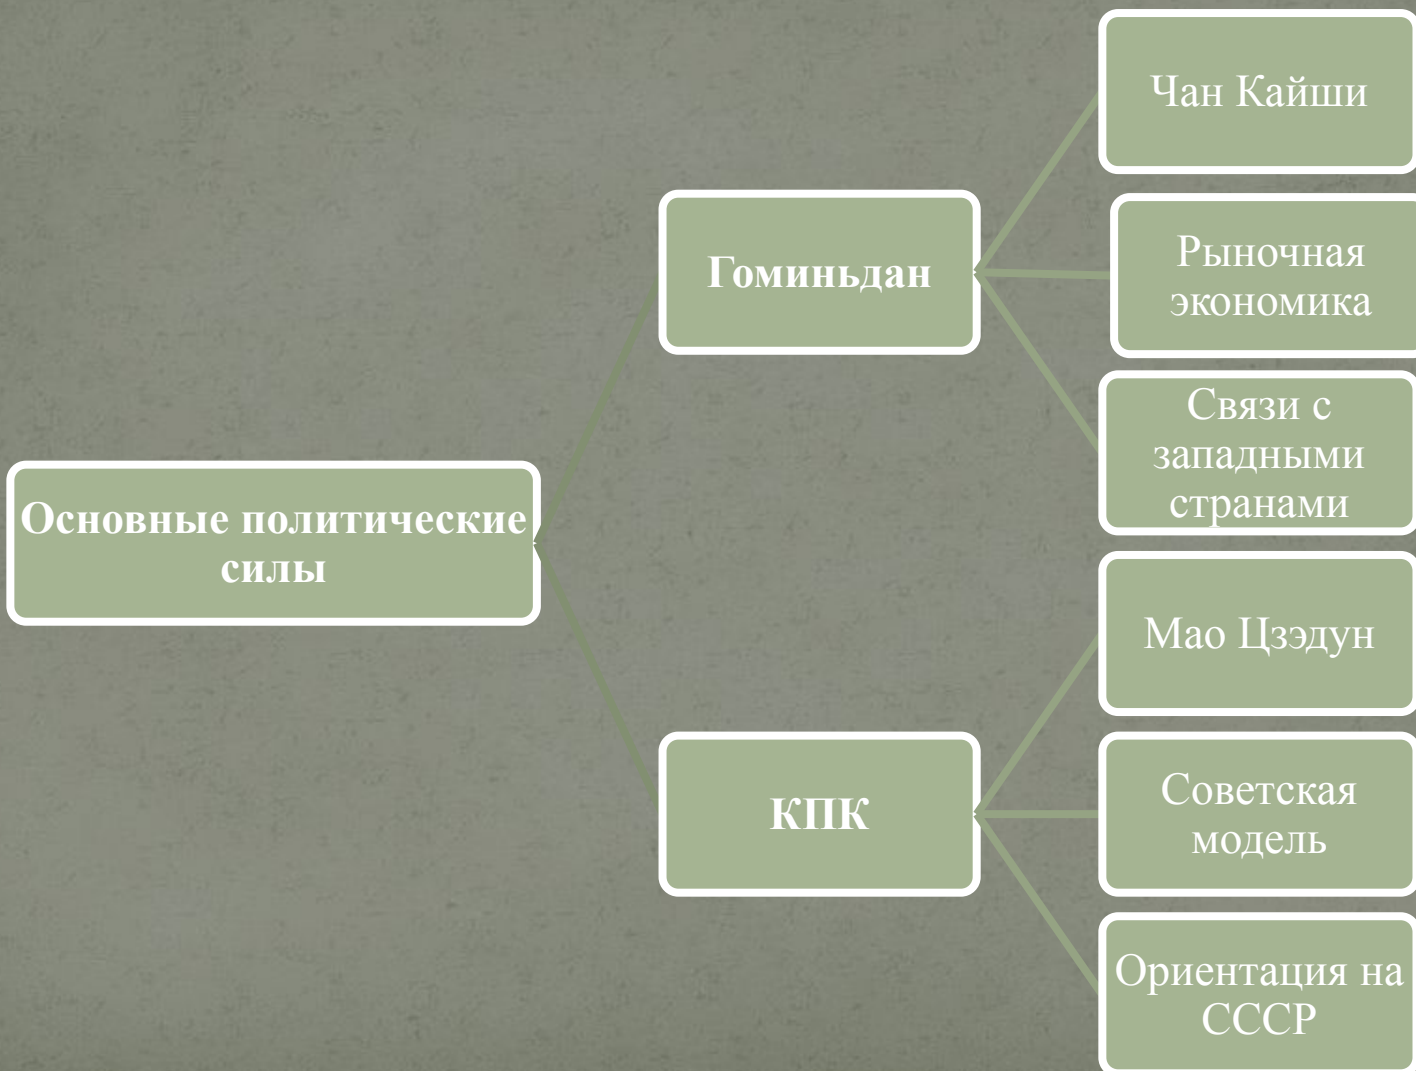 Основные политические
силы
Гоминьдан
Чан Кайши
Рыночная
экономика
Связи с
западными
странами
КПК
Мао Цзэдун
Советская
модель
Ориентация на
СССР